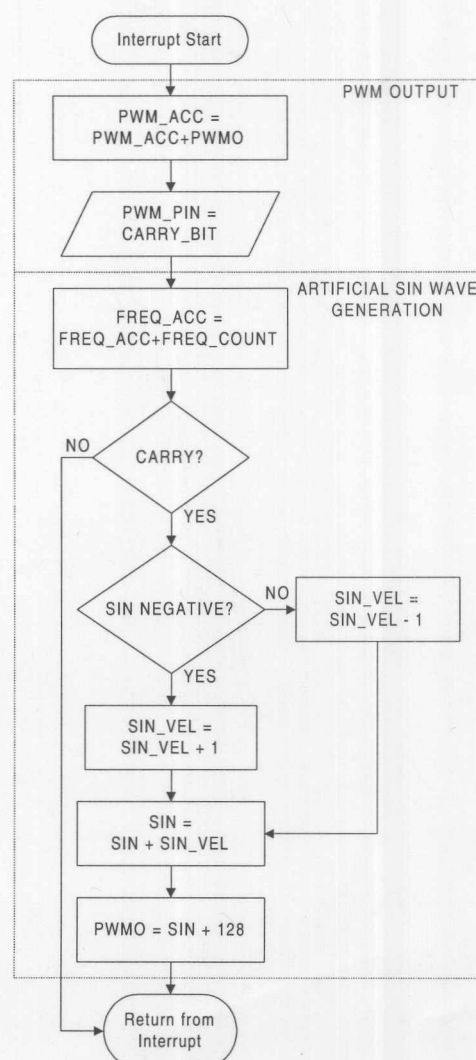 Interrupt Start
PWM OUTPUT
PWM_ACC =
PWM_ACC+PWMO
PWM_PIN =
CARRY_BIT
ARTIFICIAL SIN WAVE
GENERATION
FREQ_ACC =
FREQ_ACC+FREQ_COUNT
NO
CARRY?
YES
SIN NEGATIVE?
NO
SIN_VEL =
SIN_VEL - 1
YES
SIN_VEL =
SIN_VEL + 1
SIN =
SIN + SIN_VEL
PWMO = SIN + 128
Return from
Interrupt